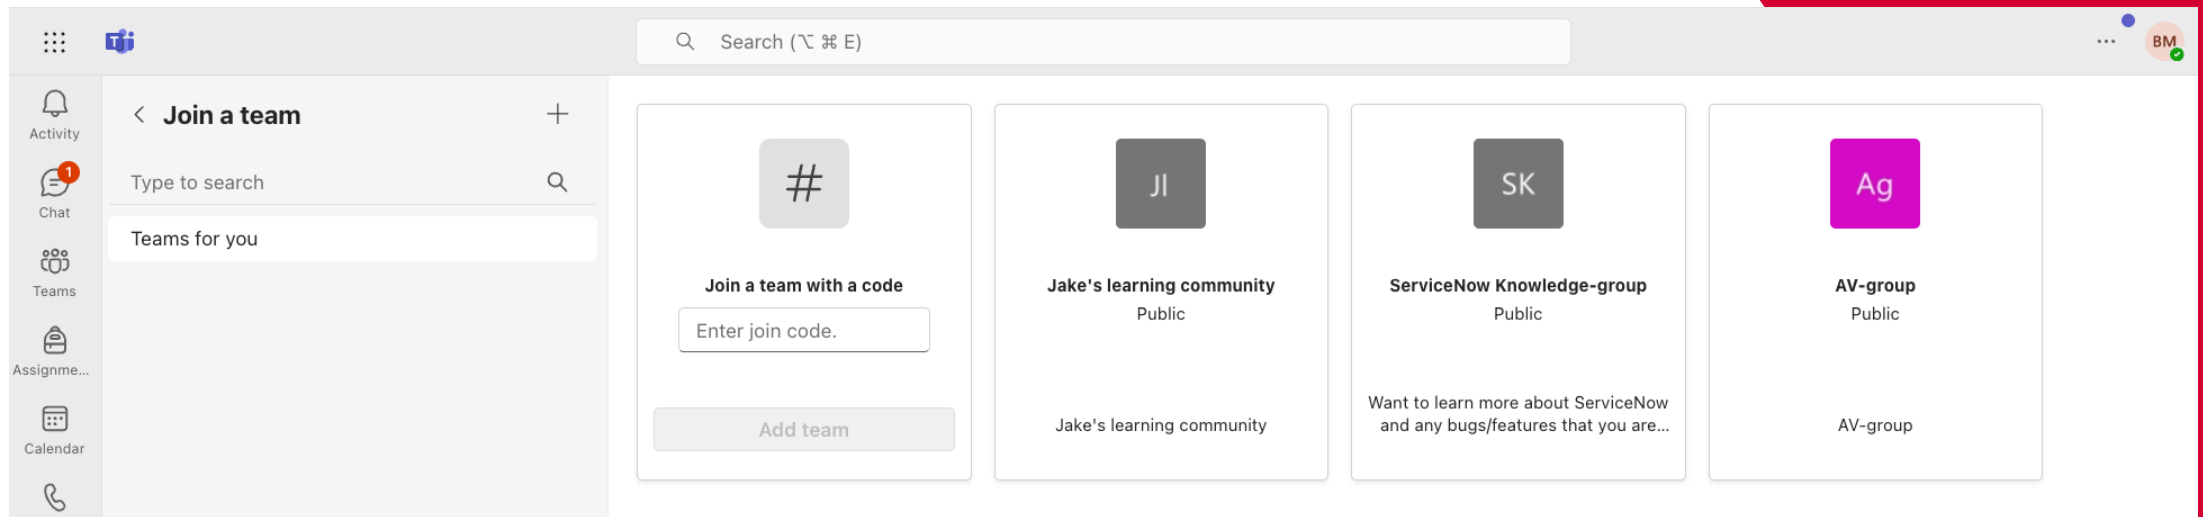 Search (⌥ ⌘ E)
BM
Activity
1
Chat
Teams
Assignme...
Calendar
Join a team
Type to search
Teams for you
#
Join a team with a code
Enter join code.
Add team
Jl
Jake's learning community
Public
Jake's learning community
SK
ServiceNow Knowledge-group
Public
Want to learn more about ServiceNow
and any bugs/features that you are...
Ag
AV-group
Public
AV-group